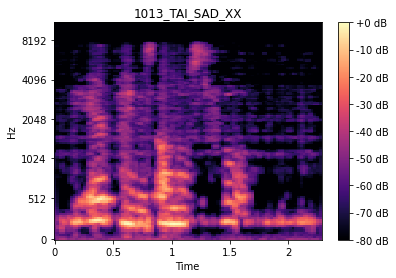 1013_TAI_SAD_XX
+0 dB
8192
-10 dB
4096
-20 dB
-30 dB
2048
Hz
-40 dB
1024
-50 dB
512
-60 dB
-70 dB
0
-80 dB
0 0.5 1 1.5 2
Time